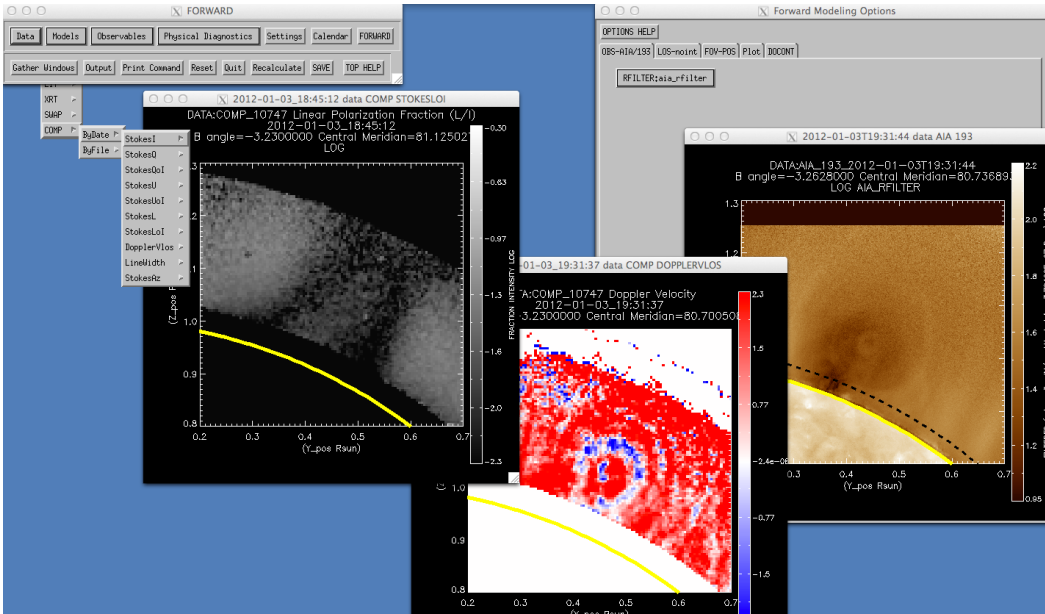 FORWARD
Data Models Observables Physical Diagnostics Settings Calendar FORWARD
Gather Windows Output Print Command Reset Quit Recalculate SAVE TOP HELP
XRT
SWAP
COMP
ByDate
ByFile
StokesI
StokesQ
StokesQoI
StokesU
StokesUoI
StokesL
StokesLoI
DopplerVlos
LineWidth
StokesAz
2012-01-03_18:45:12 data COMP STOKESLOI
DATA:COMP_10747 Linear Polarization Fraction (L/I)
2012-01-03_18:45:12
B angle=-3.2300000 Central Meridian=81.125027
LOG
1.0
0.9
0.8
0.2 0.3 0.4 0.5 0.6 0.7
(Y_pos Rsun)
-0.30
-0.63
-0.97
-1.3
-1.6
-2.0
-2.3
FRACTION INTENSITY LOG
-01-03_19:31:37 data COMP DOPPLERVLOS
A:COMP_10747 Doppler Velocity
2012-01-03_19:31:37
-3.2300000 Central Meridian=80.700508
1.0
0.9
0.8
0.2 0.3 0.4 0.5 0.6 0.7
(Y_pos Rsun)
2.3
1.5
0.77
-2.4e-0
-0.77
-1.5
Forward Modeling Options
OPTIONS HELP
OBS-AIA/193 LOS-noint FOV-POS Plot DOCONT
RFILTER;aia_rfilter
2012-01-03T19:31:44 data AIA 193
DATA:AIA_193_2012-01-03T19:31:44
B angle=-3.2628000 Central Meridian=80.736893
LOG AIA_RFILTER
1.3
1.2
0.4 0.5 0.6 0.7
(Y_pos Rsun)
2.2
2.0
1.8
1.6
1.4
1.2
0.95